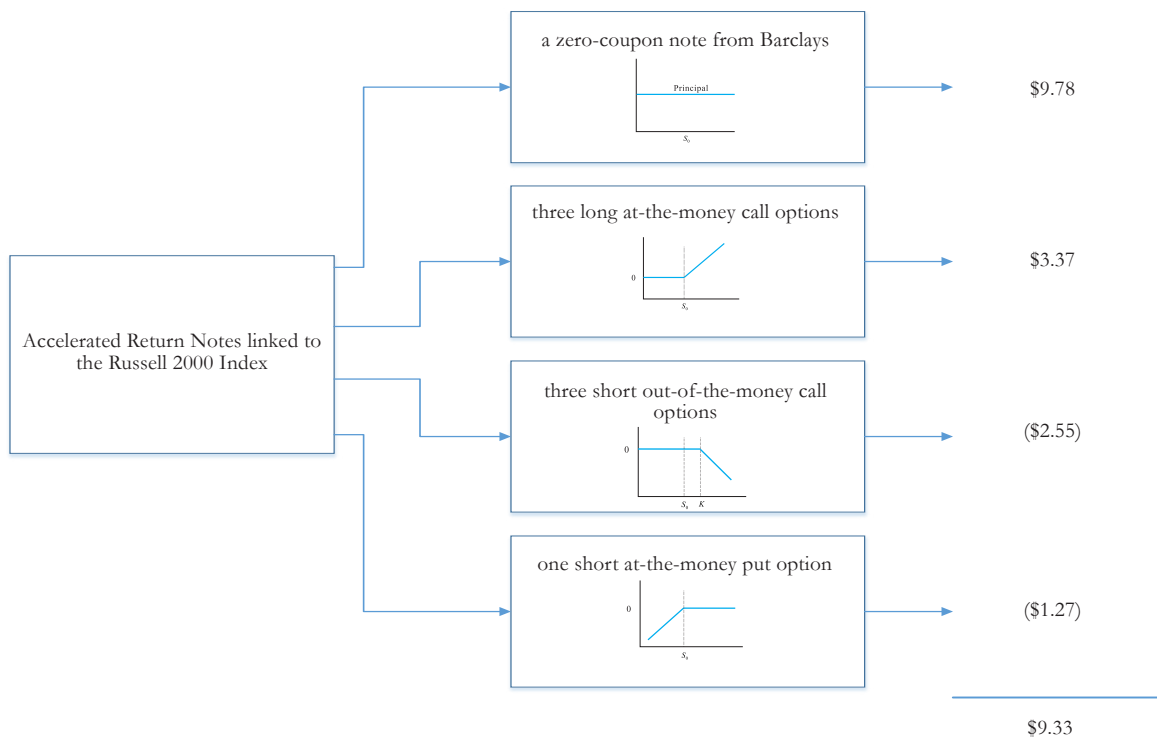 a zero-coupon note from Barclays
Principal
S₀
$9.78
three long at-the-money call options
0
S₀
$3.37
Accelerated Return Notes linked to
the Russell 2000 Index
three short out-of-the-money call
options
0
S₀ K
($2.55)
one short at-the-money put option
0
S₀
($1.27)
$9.33